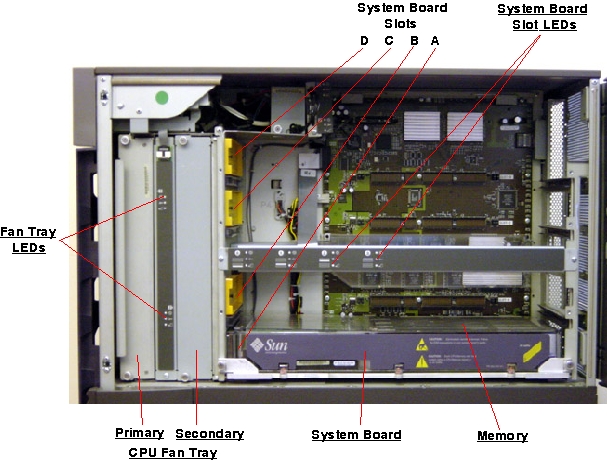 System Board
Slots
D C B A
System Board
Slot LEDs
Fan Tray
LEDs
Sun
Primary Secondary
CPU Fan Tray
System Board
Memory